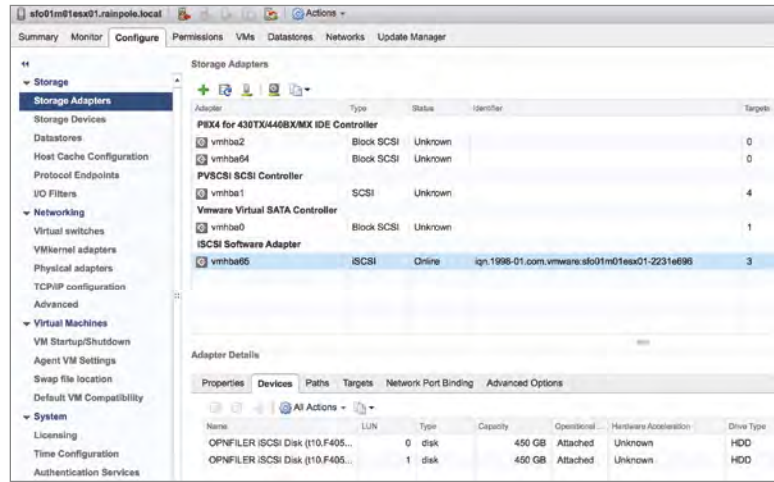 sfo01m01esx01.rainpole.local Actions
Summary Monitor Configure Permissions VMs Datastores Networks Update Manager
Storage
Storage Adapters
Storage Devices
Datastores
Host Cache Configuration
Protocol Endpoints
I/O Filters
Networking
Virtual switches
VMkernel adapters
Physical adapters
TCP/IP configuration
Advanced
Virtual Machines
VM Startup/Shutdown
Agent VM Settings
Swap file location
Default VM Compatibility
System
Licensing
Time Configuration
Authentication Services
Storage Adapters
Adapter Type Status Identifier Targets
PIIX4 for 430TX/440BX/MX IDE Controller
vmhba2 Block SCSI Unknown 0
vmhba64 Block SCSI Unknown 0
PVSCSI SCSI Controller
vmhba1 SCSI Unknown 4
Vmware Virtual SATA Controller
vmhba0 Block SCSI Unknown 1
iSCSI Software Adapter
vmhba65 iSCSI Online iqn.1998-01.com.vmware:sfo01m01esx01-2231e696 3
Adapter Details
Properties Devices Paths Targets Network Port Binding Advanced Options
All Actions
Name LUN Type Capacity Operational ... Hardware Acceleration Drive Type
OPNFILER iSCSI Disk (t10.F405... 0 disk 450 GB Attached Unknown HDD
OPNFILER iSCSI Disk (t10.F405... 1 disk 450 GB Attached Unknown HDD